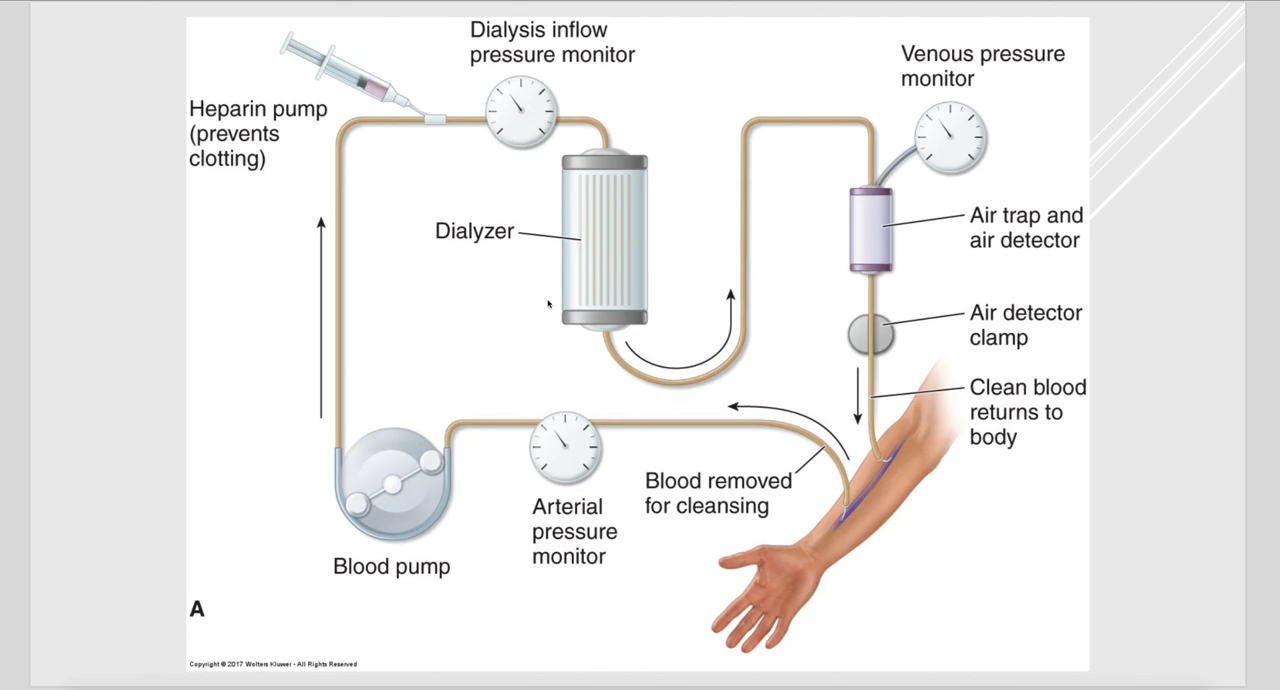 Dialysis inflow
pressure monitor
Venous pressure
monitor
Heparin pump
(prevents
clotting)
Dialyzer
Air trap and
air detector
Air detector
clamp
Clean blood
returns to
body
Blood removed
for cleansing
Arterial
pressure
monitor
Blood pump
A
Copyright © 2017 Wolters Kluwer • All Rights Reserved